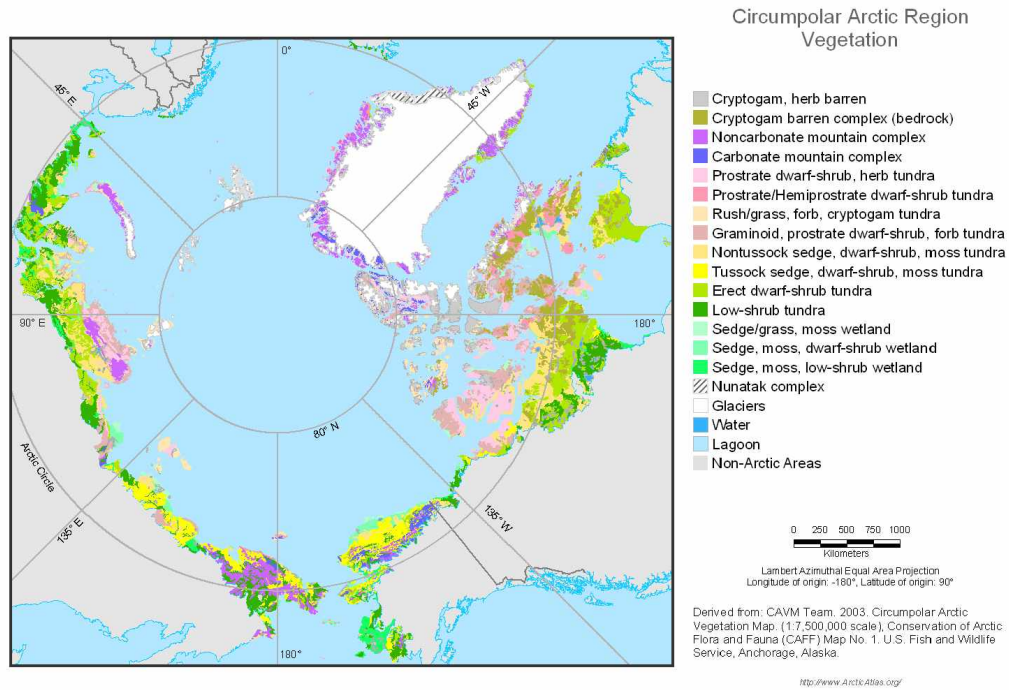 Circumpolar Arctic Region
Vegetation
0°
45° E
45° W
90° E
180°
80° N
Arctic Circle
135° E
135° W
180°
Cryptogam, herb barren
Cryptogam barren complex (bedrock)
Noncarbonate mountain complex
Carbonate mountain complex
Prostrate dwarf-shrub, herb tundra
Prostrate/Hemiprostrate dwarf-shrub tundra
Rush/grass, forb, cryptogam tundra
Graminoid, prostrate dwarf-shrub, forb tundra
Nontussock sedge, dwarf-shrub, moss tundra
Tussock sedge, dwarf-shrub, moss tundra
Erect dwarf-shrub tundra
Low-shrub tundra
Sedge/grass, moss wetland
Sedge, moss, dwarf-shrub wetland
Sedge, moss, low-shrub wetland
Nunatak complex
Glaciers
Water
Lagoon
Non-Arctic Areas
0 250 500 750 1000
Kilometers
Lambert Azimuthal Equal Area Projection
Longitude of origin: -180°, Latitude of origin: 90°
Derived from: CAVM Team. 2003. Circumpolar Arctic
Vegetation Map. (1:7,500,000 scale), Conservation of Arctic
Flora and Fauna (CAFF) Map No. 1. U.S. Fish and Wildlife
Service, Anchorage, Alaska.
http://www.ArcticAtlas.org/